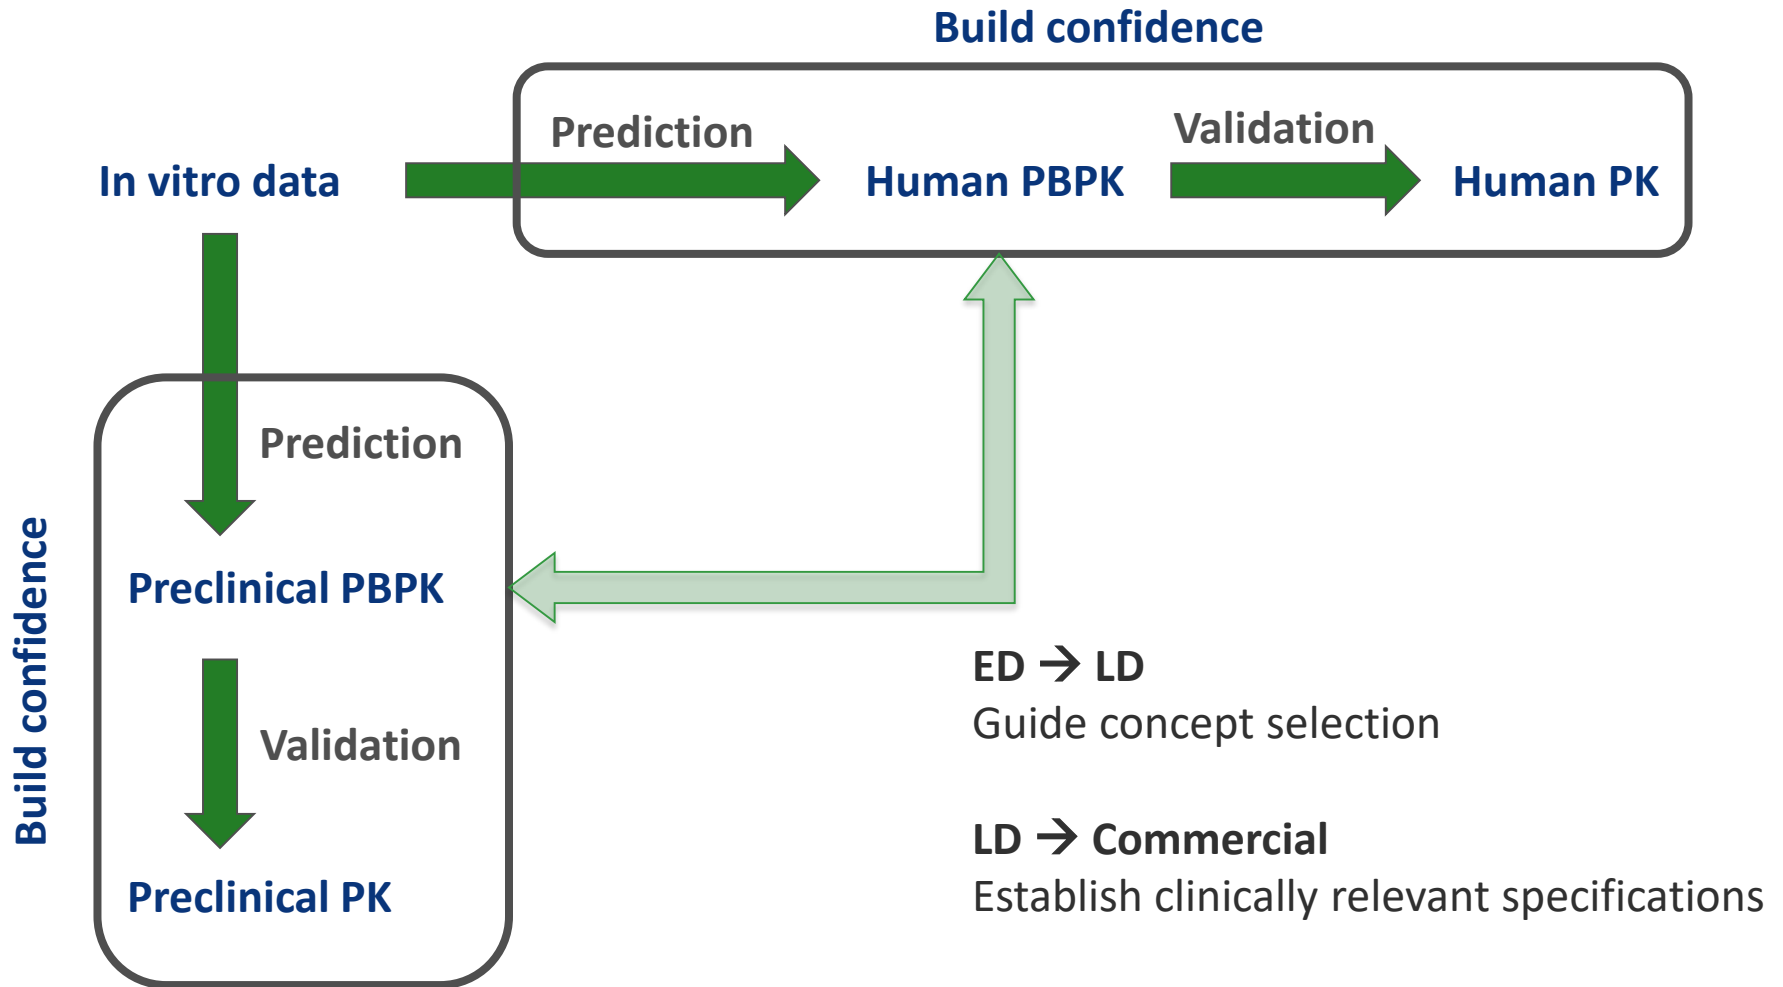 Build confidence
Prediction
Validation
In vitro data
Human PBPK
Human PK
Prediction
Build confidence
Preclinical PBPK
Validation
Preclinical PK
ED → LD
Guide concept selection
LD → Commercial
Establish clinically relevant specifications